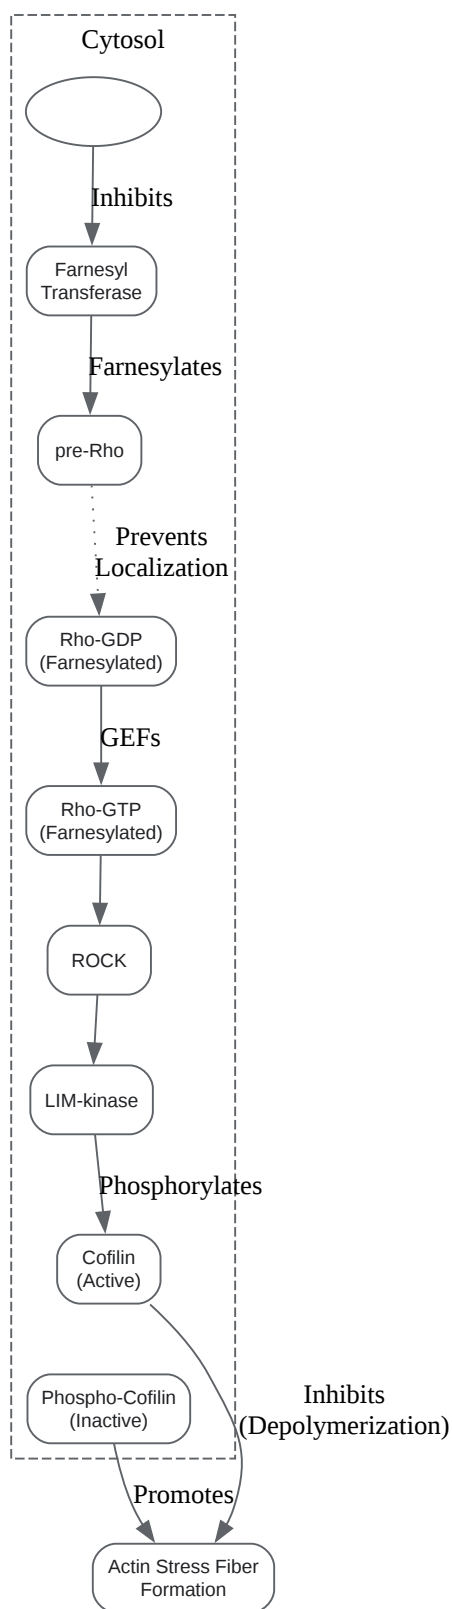 Cytosol
Inhibits
Farnesyl
Transferase
Farnesylates
pre-Rho
Prevents
Localization
Rho-GDP
(Farnesylated)
GEFs
Rho-GTP
(Farnesylated)
ROCK
LIM-kinase
Phosphorylates
Cofilin
(Active)
Phospho-Cofilin
(Inactive)
Inhibits
(Depolymerization)
Promotes
Actin Stress Fiber
Formation